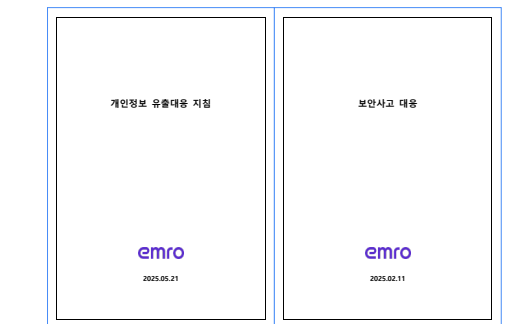 개인정보 유출대응 지침
emro
2025.05.21
보안사고 대응
emro
2025.02.11